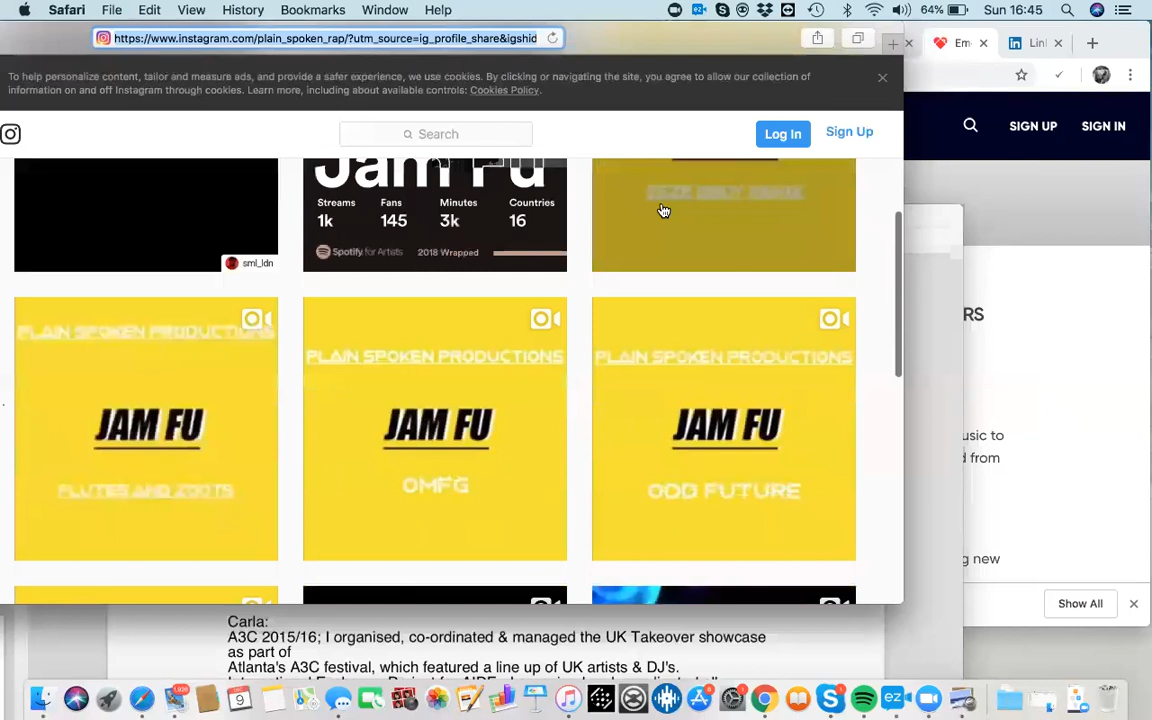 Safari File Edit View History Bookmarks Window Help
64% Sun 16:45
https://www.instagram.com/plain_spoken_rap/?utm_source=ig_profile_share&igshid
Em
LinI
To help personalize content, tailor and measure ads, and provide a safer experience, we use cookies. By clicking or navigating the site, you agree to allow our collection of
information on and off Instagram through cookies. Learn more, including about available controls: Cookies Policy.
Search
Log In
Sign Up
SIGN UP
SIGN IN
Jam Fu
Streams Fans Minutes Countries
1k 145 3k 16
Spotify for Artists 2018 Wrapped
sml_ldn
PLAIN SPOKEN PRODUCTIONS
JAM FU
FLUTES AND ZOOTS
PLAIN SPOKEN PRODUCTIONS
JAM FU
OMFG
PLAIN SPOKEN PRODUCTIONS
JAM FU
ODD FUTURE
RS
usic to
d from
g new
Show All
Carla:
A3C 2015/16; I organised, co-ordinated & managed the UK Takeover showcase
as part of
Atlanta's A3C festival, which featured a line up of UK artists & DJ's.
9